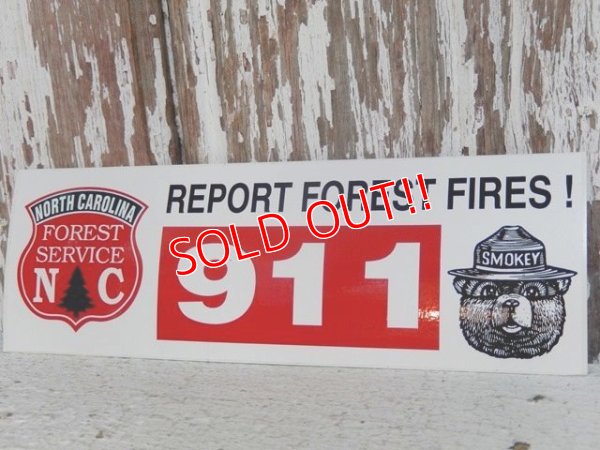 NORTH CAROLINA
FOREST
SERVICE
N C
REPORT FOREST FIRES !
911
SMOKEY
SOLD OUT!!